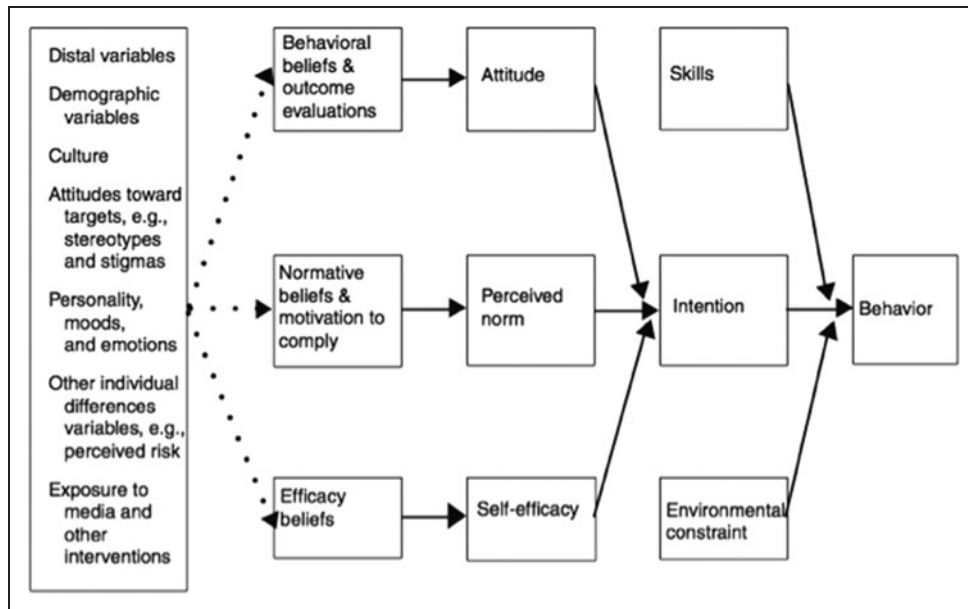 Distal variables
Demographic
variables
Culture
Attitudes toward
targets, e.g.,
stereotypes
and stigmas
Personality,
moods,
and emotions
Other individual
differences
variables, e.g.,
perceived risk
Exposure to
media and
other
interventions
Behavioral
beliefs &
outcome
evaluations
Attitude
Skills
Normative
beliefs &
motivation to
comply
Perceived
norm
Intention
Behavior
Efficacy
beliefs
Self-efficacy
Environmental
constraint